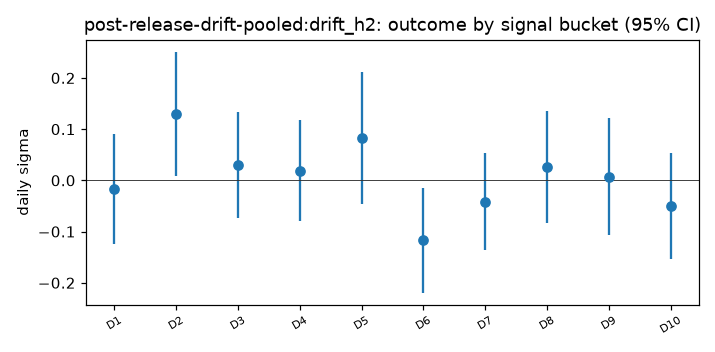 post-release-drift-pooled:drift_h2: outcome by signal bucket (95% CI)
daily sigma
0.2
0.1
0.0
−0.1
−0.2
D1 D2 D3 D4 D5 D6 D7 D8 D9 D10